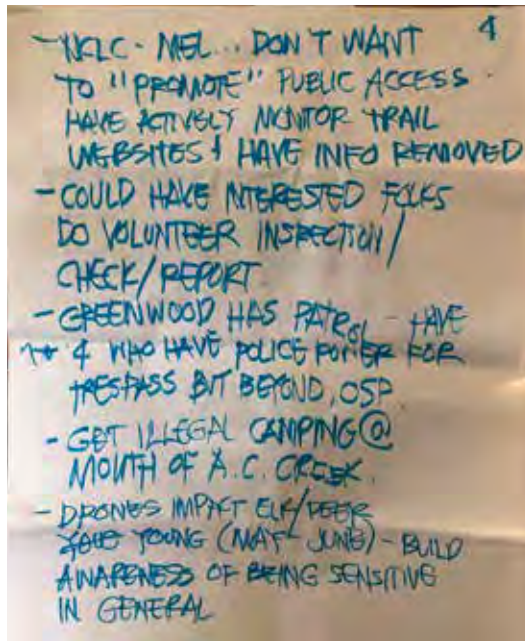 4
- NCLC - MEL... DON'T WANT
TO "PROMOTE" PUBLIC ACCESS.
HAVE ACTIVELY MONITOR TRAIL
WEBSITES & HAVE INFO REMOVED
- COULD HAVE INTERESTED FOLKS
DO VOLUNTEER INSPECTION/
CHECK/REPORT
- GREENWOOD HAS PATROL - HAVE
4 WHO HAVE POLICE POWER FOR
TRESPASS BIT BEYOND, OSP
- GET ILLEGAL CAMPING @
MOUTH OF A.C. CREEK.
- DRONES IMPACT ELK/DEER
YOUNG (MAY - JUNE) - BUILD
AWARENESS OF BEING SENSITIVE
IN GENERAL